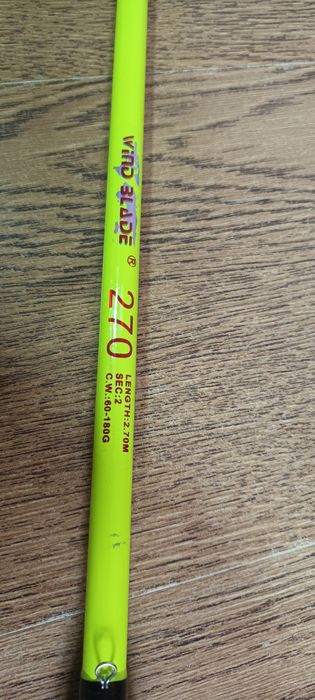 WIND BLADE ®
270
LENGTH:2.70M
SEC:2
C.W.:60-180G